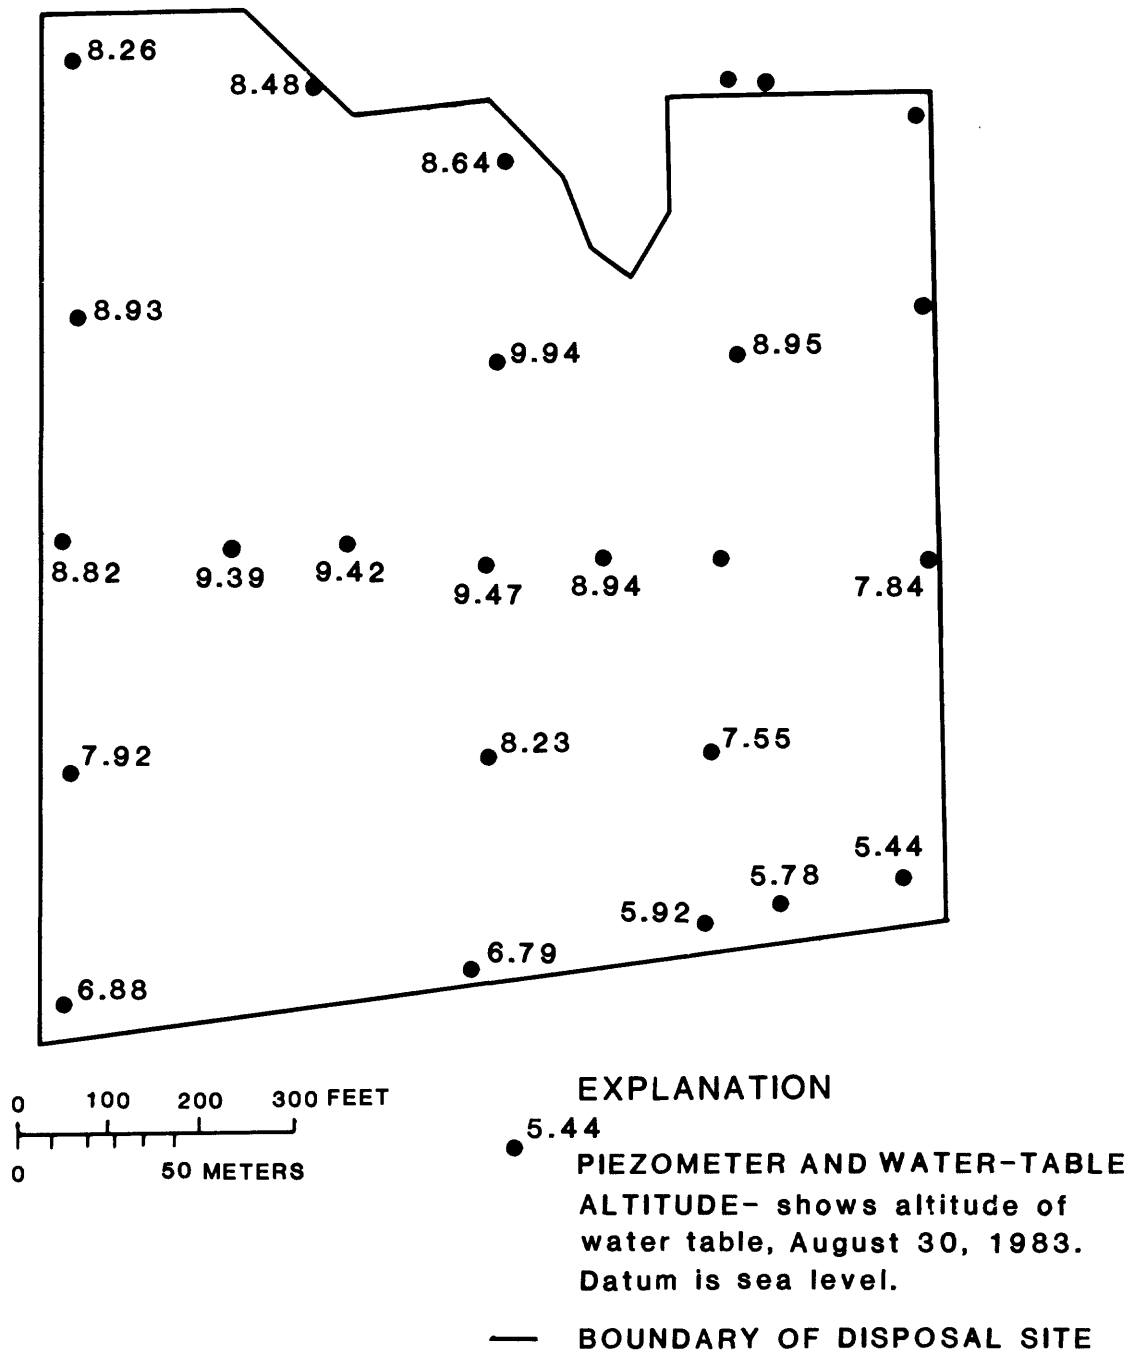 8.26
8.48
8.64
8.93
9.94
8.95
8.82
9.39
9.42
9.47
8.94
7.84
7.92
8.23
7.55
5.44
5.78
5.92
6.79
6.88
0 100 200 300 FEET
0 50 METERS
EXPLANATION
5.44
PIEZOMETER AND WATER-TABLE
ALTITUDE- shows altitude of
water table, August 30, 1983.
Datum is sea level.
BOUNDARY OF DISPOSAL SITE